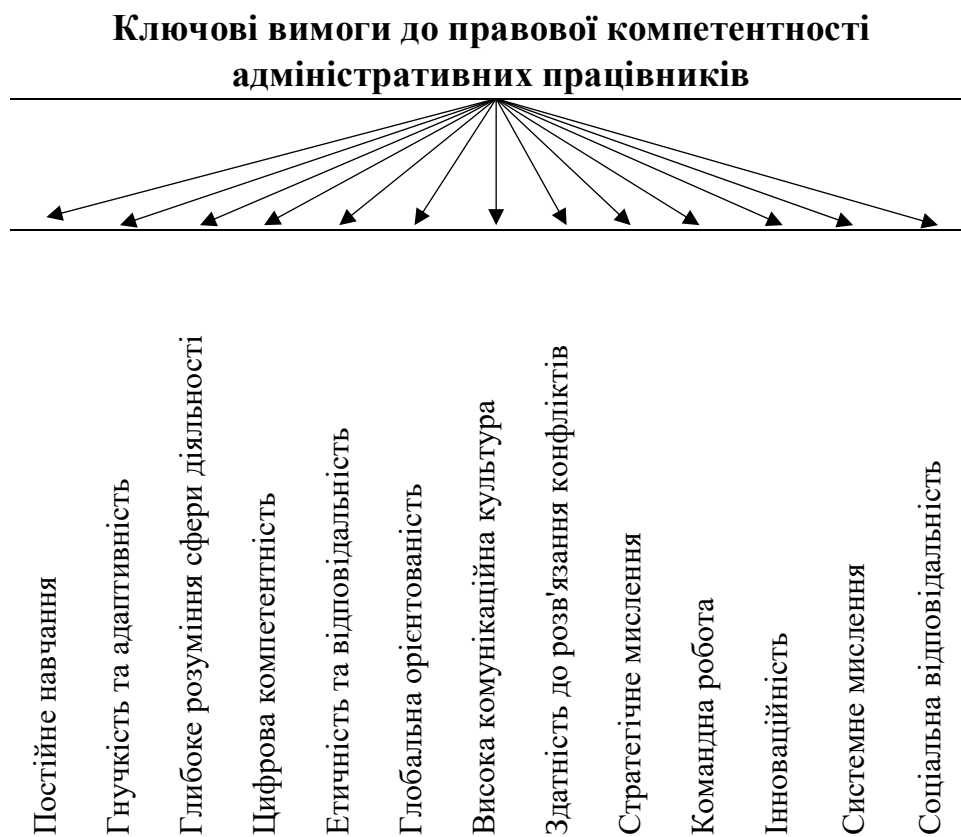 Ключові вимоги до правової компетентності
адміністративних працівників
Постійне навчання
Гнучкість та адаптивність
Глибоке розуміння сфери діяльності
Цифрова компетентність
Етичність та відповідальність
Глобальна орієнтованість
Висока комунікаційна культура
Здатність до розв'язання конфліктів
Стратегічне мислення
Командна робота
Інноваційність
Системне мислення
Соціальна відповідальність